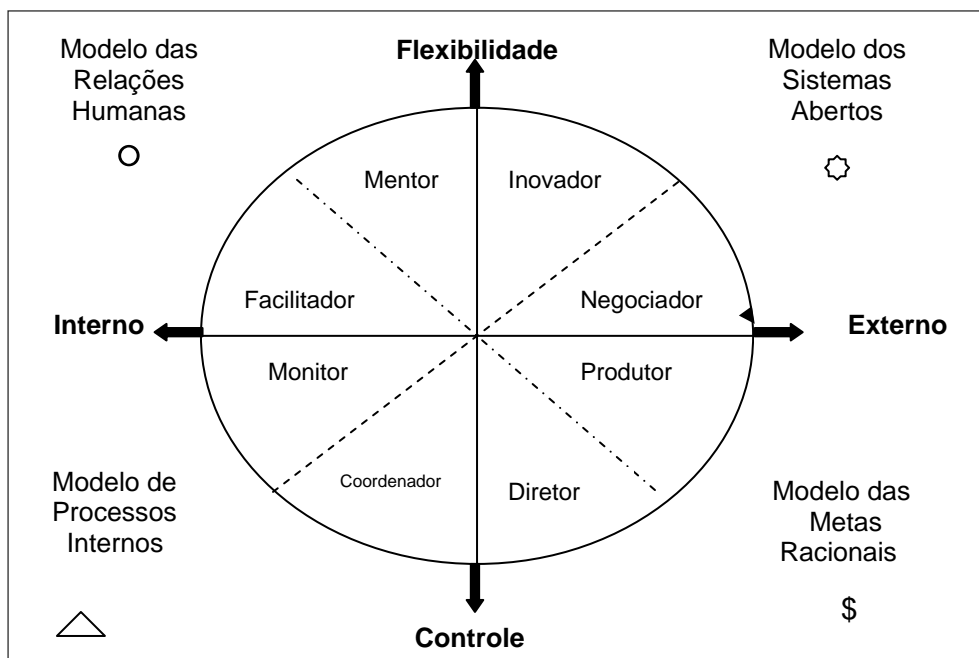 Modelo das
Relações
Humanas
Flexibilidade
Modelo dos
Sistemas
Abertos
Mentor
Inovador
Facilitador
Negociador
Interno
Externo
Monitor
Produtor
Coordenador
Diretor
Modelo de
Processos
Internos
Modelo das
Metas
Racionais
$
Controle